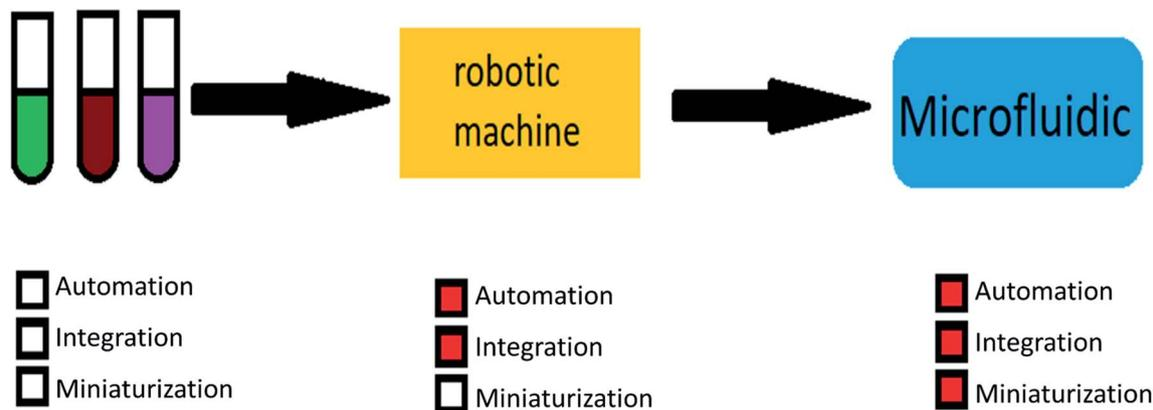 robotic
machine
Microfluidic
Automation
Integration
Miniaturization
Automation
Integration
Miniaturization
Automation
Integration
Miniaturization